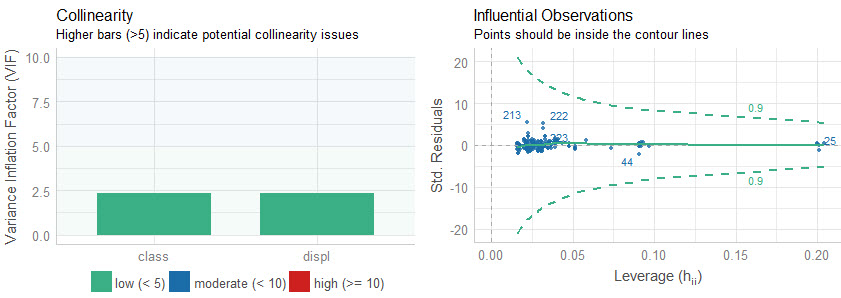 Collinearity
Higher bars (>5) indicate potential collinearity issues
Variance Inflation Factor (VIF)
10.0
7.5
5.0
2.5
0.0
class
displ
low (< 5)
moderate (< 10)
high (>= 10)
Influential Observations
Points should be inside the contour lines
Std. Residuals
20
10
0
-10
-20
0.9
213
222
223
25
44
0.9
0.00
0.05
0.10
0.15
0.20
Leverage (hii)